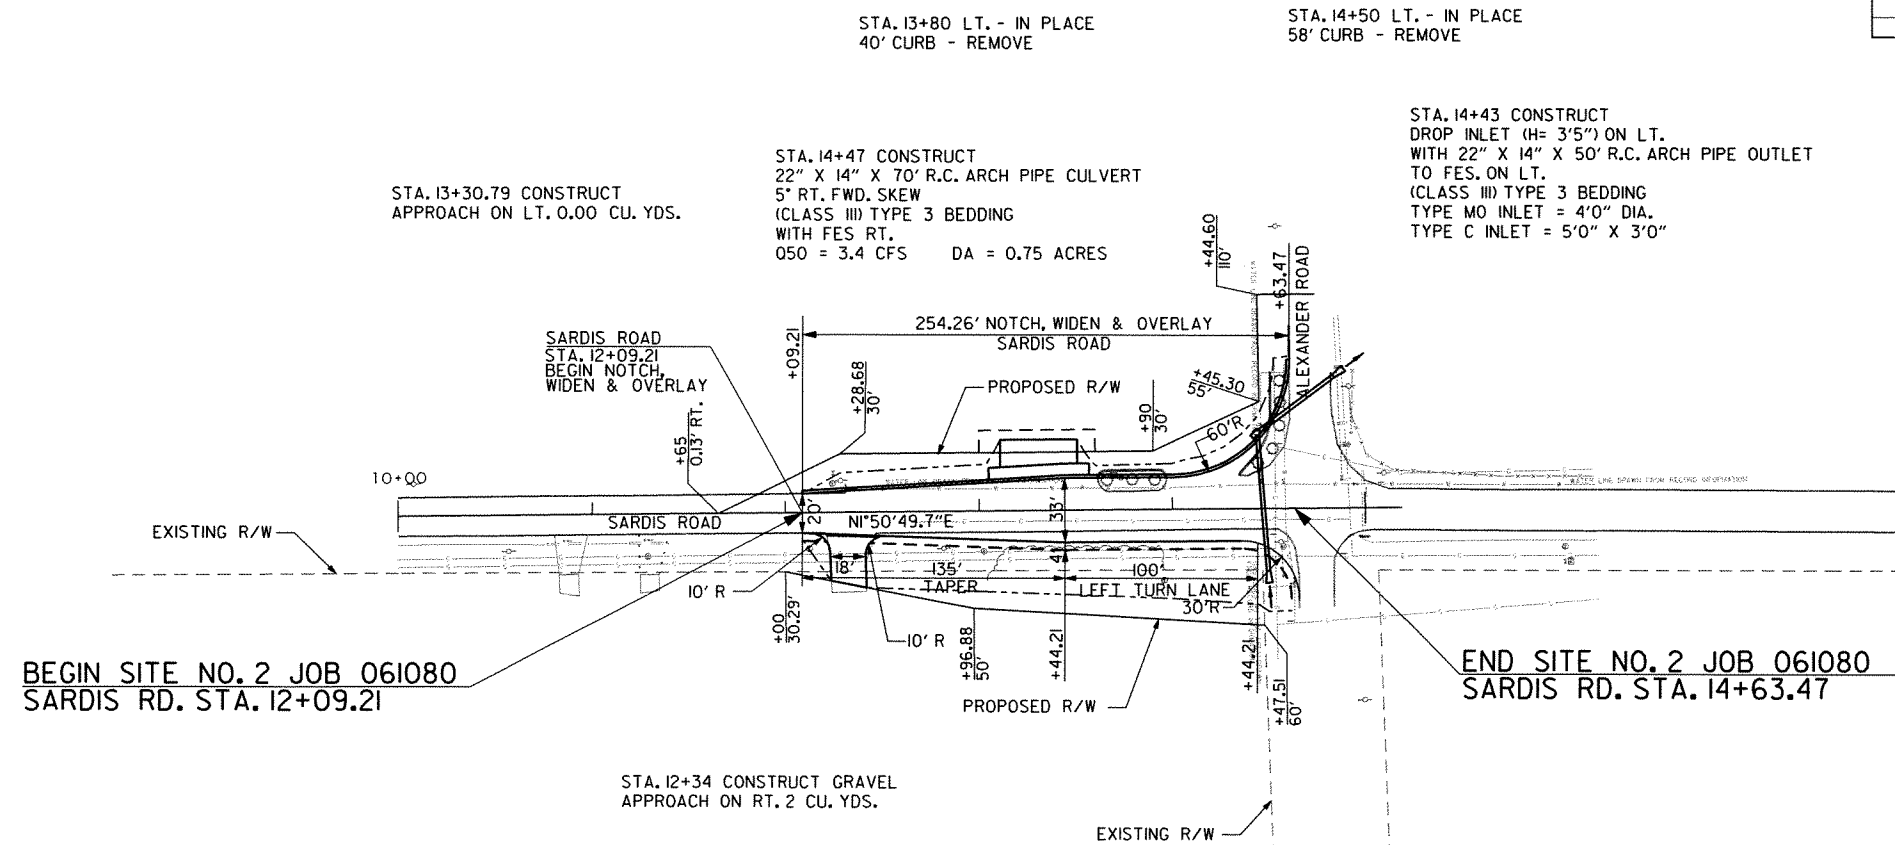 STA. 13+80 LT. - IN PLACE
40' CURB - REMOVE
STA. 14+50 LT. - IN PLACE
58' CURB - REMOVE
STA. 14+43 CONSTRUCT
DROP INLET (H= 3'5") ON LT.
WITH 22" X 14" X 50' R.C. ARCH PIPE OUTLET
TO FES. ON LT.
(CLASS III) TYPE 3 BEDDING
TYPE MO INLET = 4'0" DIA.
TYPE C INLET = 5'0" X 3'0"
STA. 14+47 CONSTRUCT
22" X 14" X 70' R.C. ARCH PIPE CULVERT
5° RT. FWD. SKEW
(CLASS III) TYPE 3 BEDDING
WITH FES RT.
Q50 = 3.4 CFS DA = 0.75 ACRES
STA. 13+30.79 CONSTRUCT
APPROACH ON LT. 0.00 CU. YDS.
+44.60
110'
+63.47
ALEXANDER ROAD
254.26' NOTCH, WIDEN & OVERLAY
SARDIS ROAD
SARDIS ROAD
STA. 12+09.21
BEGIN NOTCH,
WIDEN & OVERLAY
+09.21
+28.68
30'
PROPOSED R/W
+90
30'
+45.30
55'
60'R
+65
0.13' RT.
10+00
WATER LINE DRAWN FROM RECORD INFORMATION
EXISTING R/W
SARDIS ROAD
20'
N1°50'49.7"E
33'
18'
135'
TAPER
4'
100'
LEFT TURN LANE
30'R
10' R
10' R
+00
30.29'
+96.88
50'
+44.21
+44.21
+47.51
60'
PROPOSED R/W
BEGIN SITE NO. 2 JOB 061080
SARDIS RD. STA. 12+09.21
END SITE NO. 2 JOB 061080
SARDIS RD. STA. 14+63.47
STA. 12+34 CONSTRUCT GRAVEL
APPROACH ON RT. 2 CU. YDS.
EXISTING R/W